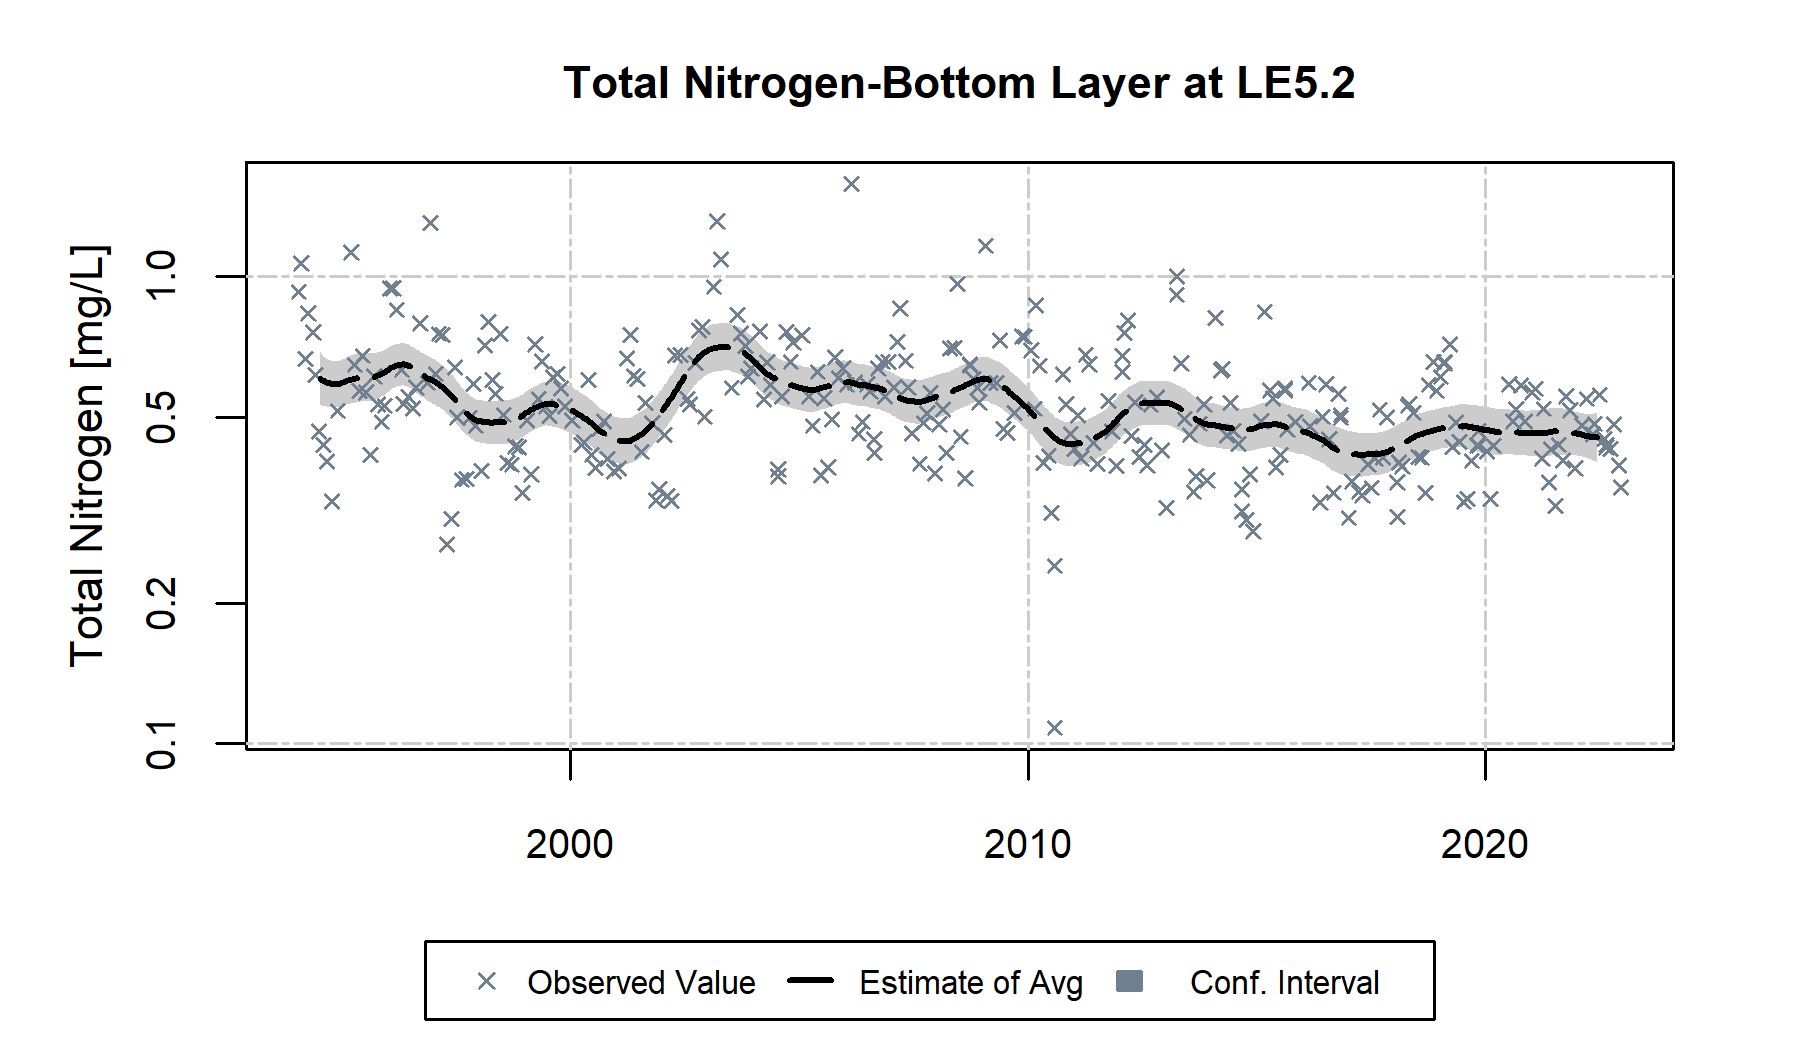 Total Nitrogen-Bottom Layer at LE5.2
Total Nitrogen [mg/L]
1.0
0.5
0.2
0.1
2000 2010 2020
Observed Value Estimate of Avg Conf. Interval